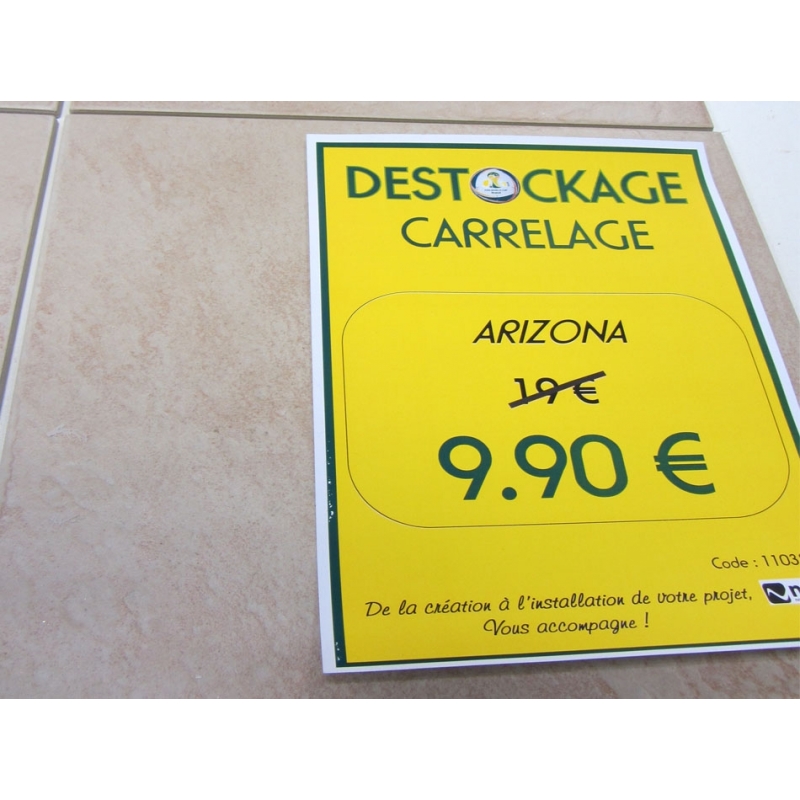 DESTOCKAGE
CARRELAGE
ARIZONA
19 €
9.90 €
Code : 1103
De la création à l'installation de votre projet,
Vous accompagne !